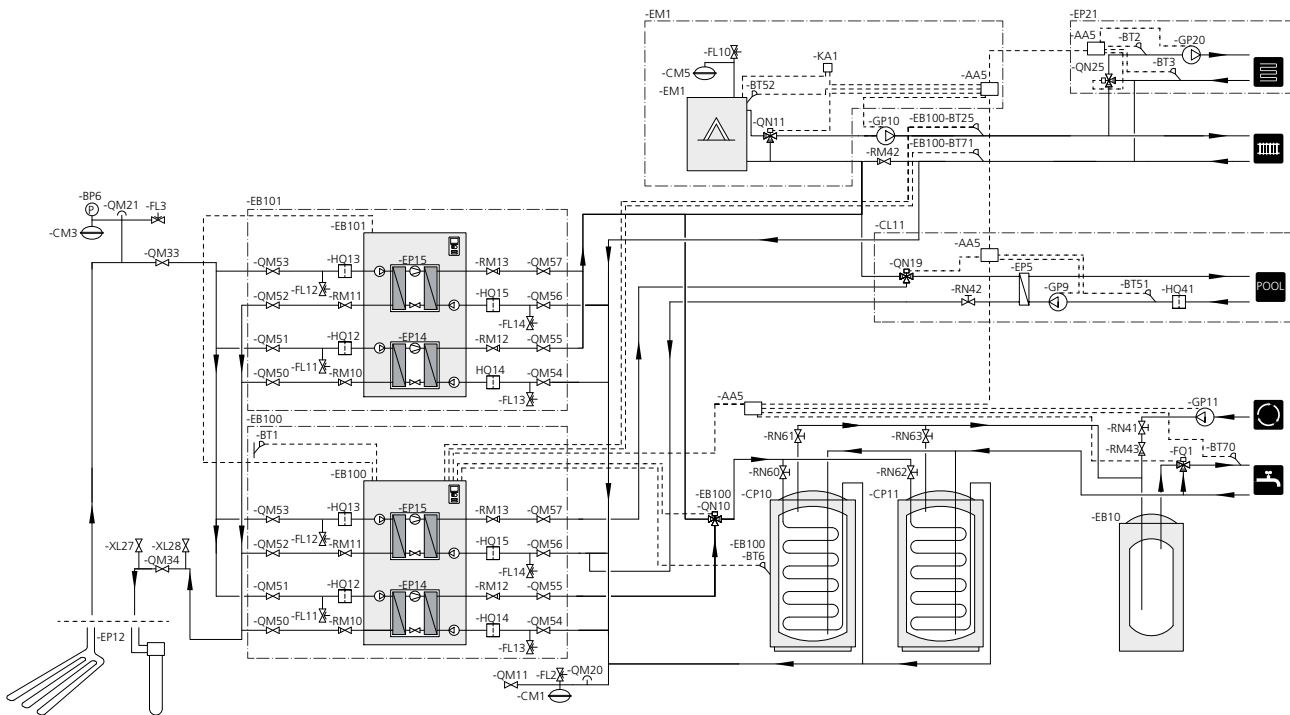 -EM1
-FL10
-CM5
-EM1
-KA1
-BT52
-QN11
-AA5
-GP10
-EB100-BT25
-EB100-BT71
-RM42
-EP21
-AA5
-BT2
-GP20
-QN25
-BT3
-BP6
-QM21
-FL3
-CM3
-QM33
-EB101
-EB101
-QM53
-HQ13
-EP15
-RM13
-QM57
-FL12
-QM52
-RM11
-HQ15
-QM56
-FL14
-QM51
-HQ12
-EP14
-RM12
-QM55
-FL11
-QM50
-RM10
HQ14
-QM54
-FL13
-CL11
-AA5
-QN19
-EP5
-RN42
-GP9
-BT51
-HQ41
POOL
-EB100
-BT1
-EB100
-QM53
-HQ13
-EP15
-RM13
-QM57
-FL12
-QM52
-RM11
-HQ15
-QM56
-FL14
-QM51
-HQ12
-EP14
-RM12
-QM55
-FL11
-QM50
-RM10
-HQ14
-QM54
-FL13
-AA5
-RN61
-RN63
-RN60
-RN62
-EB100
-QN10
-CP10
-CP11
-EB100
-BT6
-GP11
-RN41
-RM43
-FQ1
-BT70
-EB10
-XL27
-XL28
-QM34
-EP12
-QM11
-FL2
-QM20
-CM1
P